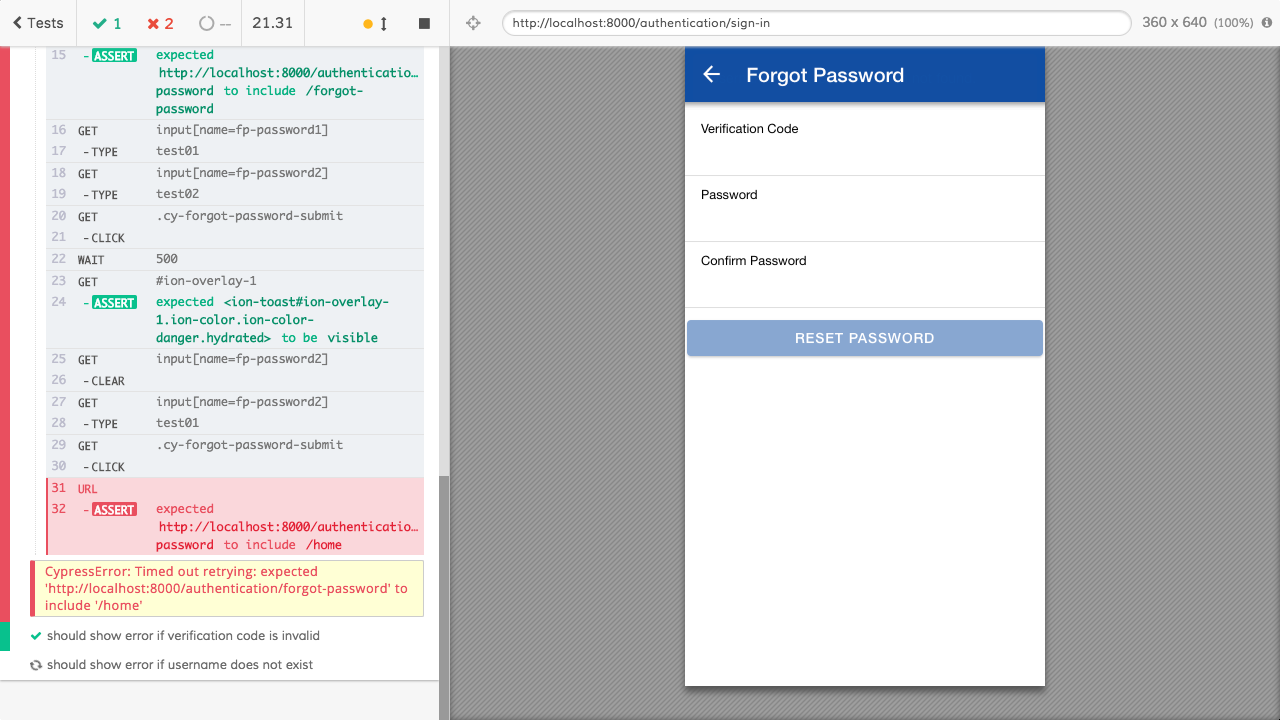 Tests 1 2 -- 21.31
http://localhost:8000/authentication/sign-in 360 x 640 (100%)
15 -ASSERT expected
http://localhost:8000/authenticatio…
password to include /forgot-
password
16 GET input[name=fp-password1]
17 -TYPE test01
18 GET input[name=fp-password2]
19 -TYPE test02
20 GET .cy-forgot-password-submit
21 -CLICK
22 WAIT 500
23 GET #ion-overlay-1
24 -ASSERT expected <ion-toast#ion-overlay-
1.ion-color.ion-color-
danger.hydrated> to be visible
25 GET input[name=fp-password2]
26 -CLEAR
27 GET input[name=fp-password2]
28 -TYPE test01
29 GET .cy-forgot-password-submit
30 -CLICK
31 URL
32 -ASSERT expected
http://localhost:8000/authenticatio…
password to include /home
CypressError: Timed out retrying: expected
'http://localhost:8000/authentication/forgot-password' to
include '/home'
should show error if verification code is invalid
should show error if username does not exist
Forgot Password
Verification Code
Password
Confirm Password
RESET PASSWORD